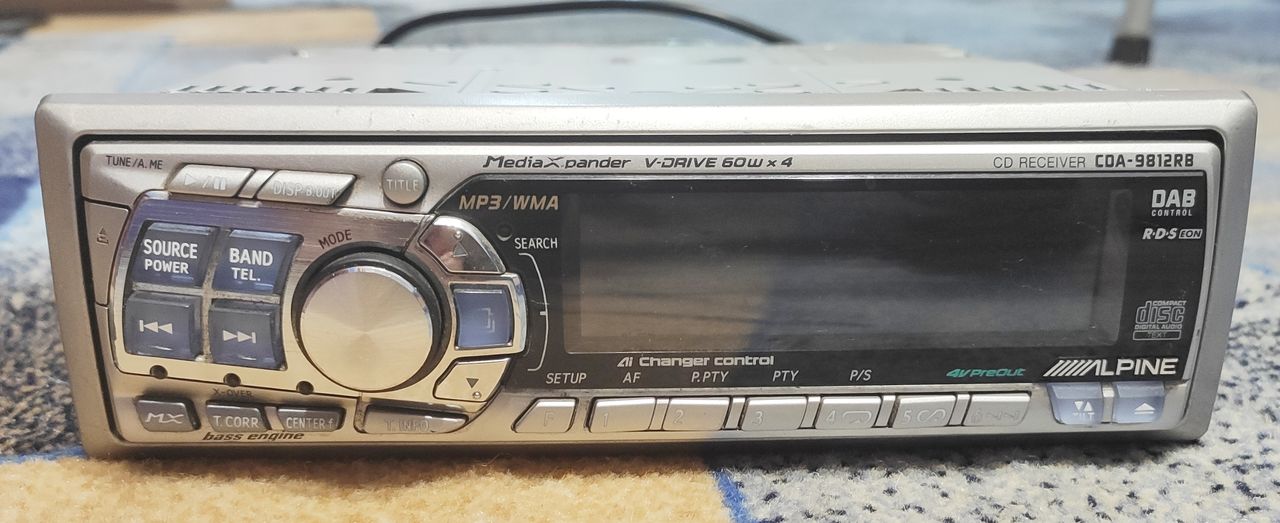 TUNE/A. ME
DISP B.OUT
TITLE
MediaXpander V-DRIVE 60W x 4
CD RECEIVER CDA-9812RB
MP3/WMA
DAB
CONTROL
R·D·S EON
MODE
SEARCH
SOURCE
POWER
BAND
TEL.
COMPACT
disc
DIGITAL AUDIO
TEXT
Ai Changer control
4V PreOut
ALPINE
SETUP AF P.PTY PTY P/S
X-OVER
MX T.CORR CENTER f T.INFO F 1 2 3 4 5 6
TILT
bass engine